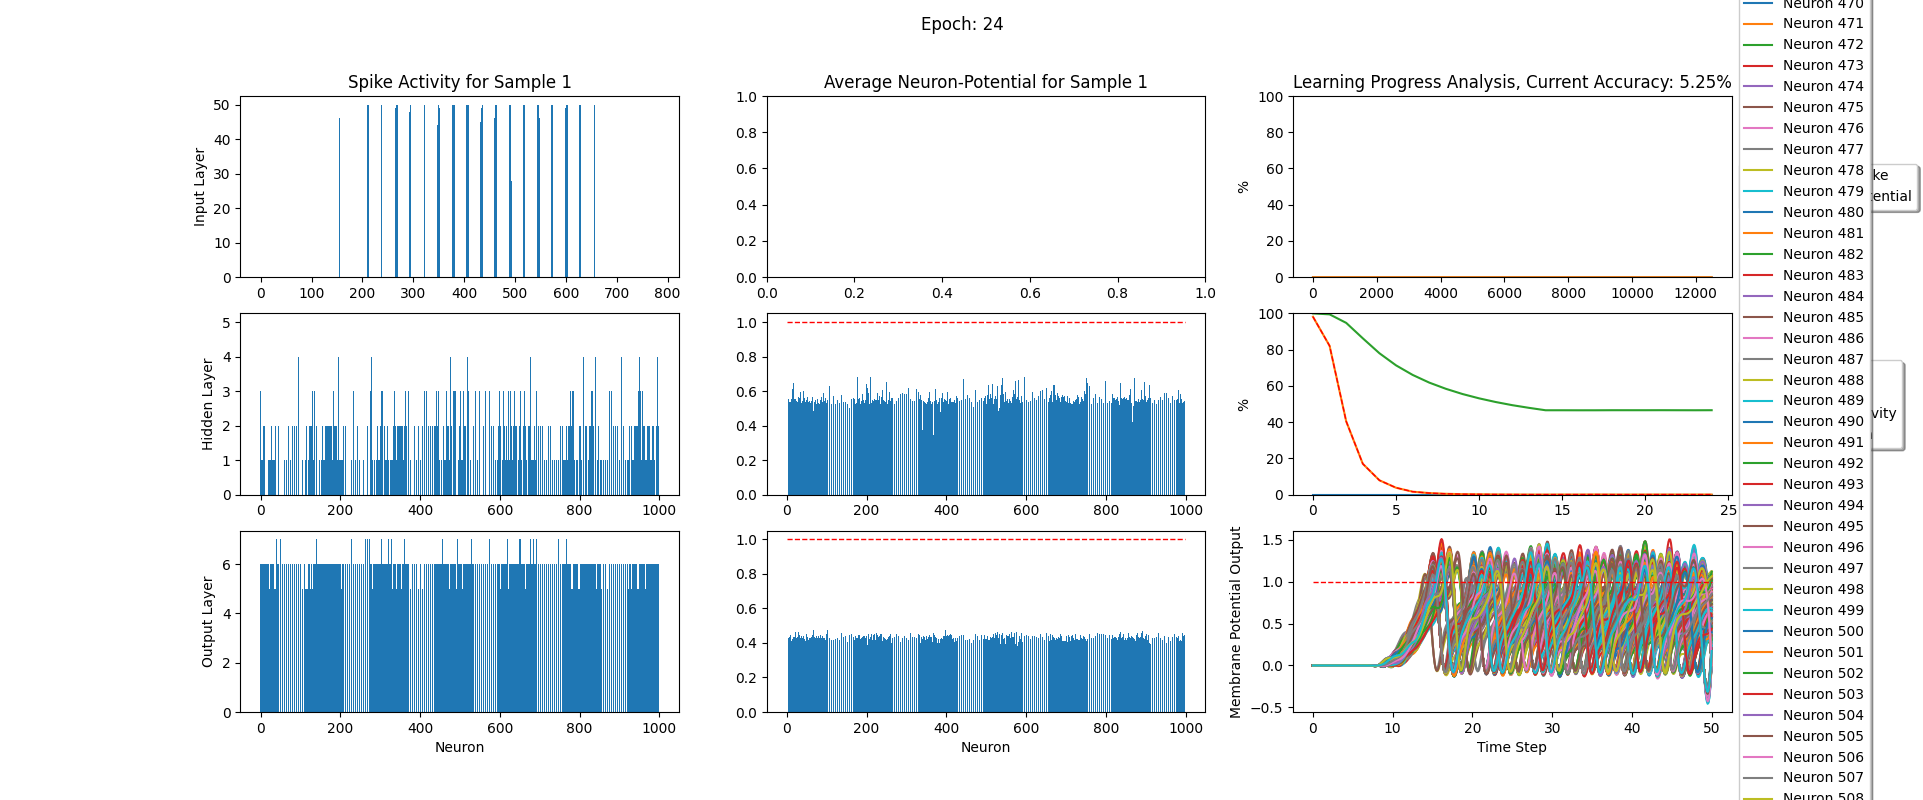 Epoch: 24
Spike Activity for Sample 1
Input Layer
50
40
30
20
10
0
0 100 200 300 400 500 600 700 800
Average Neuron-Potential for Sample 1
1.0
0.8
0.6
0.4
0.2
0.0
0.0 0.2 0.4 0.6 0.8 1.0
Learning Progress Analysis, Current Accuracy: 5.25%
%
100
80
60
40
20
0
0 2000 4000 6000 8000 10000 12000
Hidden Layer
5
4
3
2
1
0
0 200 400 600 800 1000
1.0
0.8
0.6
0.4
0.2
0.0
0 200 400 600 800 1000
%
100
80
60
40
20
0
0 5 10 15 20 25
Output Layer
6
4
2
0
0 200 400 600 800 1000
Neuron
1.0
0.8
0.6
0.4
0.2
0.0
0 200 400 600 800 1000
Neuron
Membrane Potential Output
1.5
1.0
0.5
0.0
−0.5
0 10 20 30 40 50
Time Step
Neuron 470
Neuron 471
Neuron 472
Neuron 473
Neuron 474
Neuron 475
Neuron 476
Neuron 477
Neuron 478
Neuron 479
Neuron 480
Neuron 481
Neuron 482
Neuron 483
Neuron 484
Neuron 485
Neuron 486
Neuron 487
Neuron 488
Neuron 489
Neuron 490
Neuron 491
Neuron 492
Neuron 493
Neuron 494
Neuron 495
Neuron 496
Neuron 497
Neuron 498
Neuron 499
Neuron 500
Neuron 501
Neuron 502
Neuron 503
Neuron 504
Neuron 505
Neuron 506
Neuron 507
Neuron 508